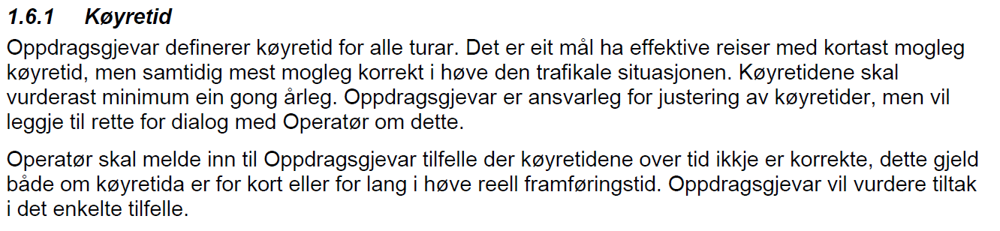 1.6.1 Køyretid
Oppdragsgjevar definerer køyretid for alle turar. Det er eit mål ha effektive reiser med kortast mogleg
køyretid, men samtidig mest mogleg korrekt i høve den trafikale situasjonen. Køyretidene skal
vurderast minimum ein gong årleg. Oppdragsgjevar er ansvarleg for justering av køyretider, men vil
leggje til rette for dialog med Operatør om dette.
Operatør skal melde inn til Oppdragsgjevar tilfelle der køyretidene over tid ikkje er korrekte, dette gjeld
både om køyretida er for kort eller for lang i høve reell framføringstid. Oppdragsgjevar vil vurdere tiltak
i det enkelte tilfelle.